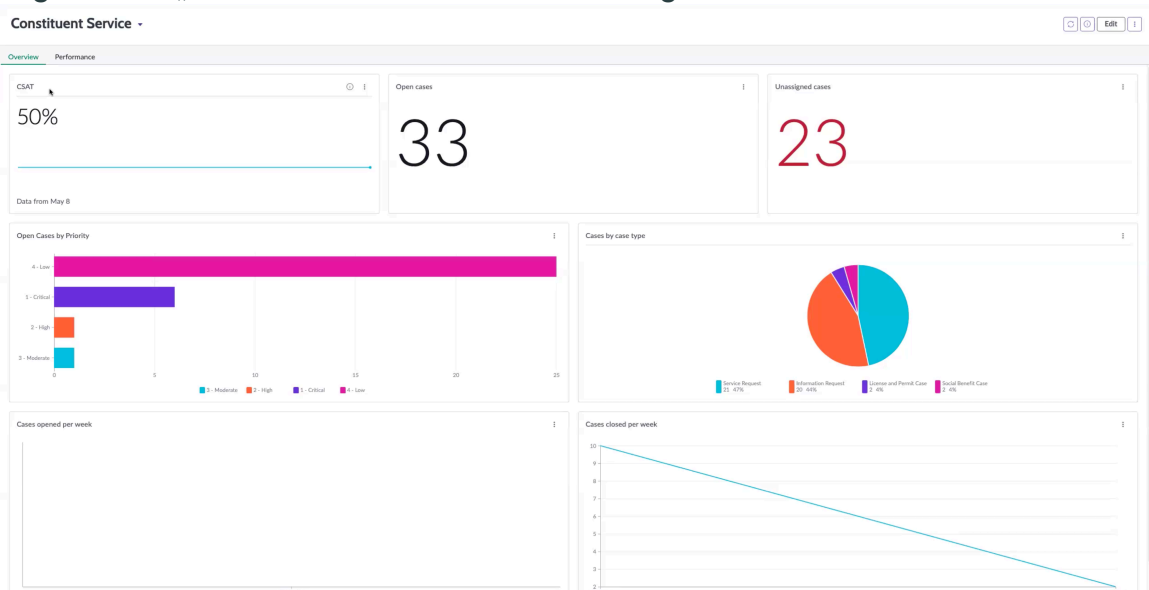 Constituent Service
Edit
Overview Performance
CSAT
50%
Data from May 8
Open cases
33
Unassigned cases
23
Open Cases by Priority
4 - Low
1 - Critical
2 - High
3 - Moderate
0 5 10 15 20 25
3 - Moderate 2 - High 1 - Critical 4 - Low
Cases by case type
Service Request
21 47%
Information Request
20 44%
License and Permit Case
2 4%
Social Benefit Case
2 4%
Cases opened per week
Cases closed per week
10
9
8
7
6
5
4
3
2